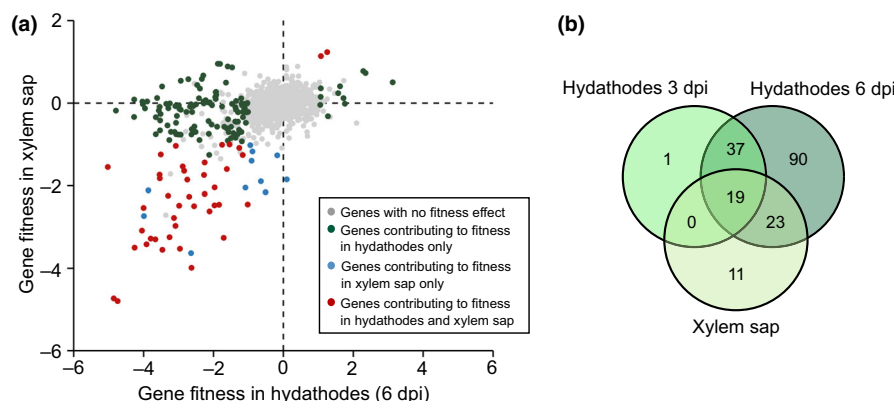 (a)
2
0
−2
−4
−6
−6
−4
−2
0
2
4
6
Gene fitness in xylem sap
Gene fitness in hydathodes (6 dpi)
Genes with no fitness effect
Genes contributing to fitness
in hydathodes only
Genes contributing to fitness
in xylem sap only
Genes contributing to fitness
in hydathodes and xylem sap
(b)
Hydathodes 3 dpi
Hydathodes 6 dpi
1
37
90
19
0
23
11
Xylem sap